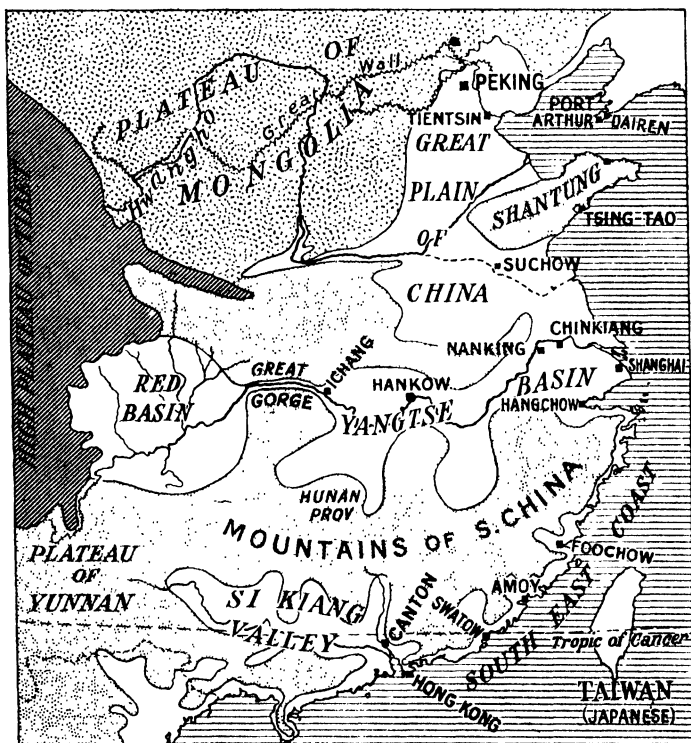 PLATEAU OF
MONGOLIA
Great Wall
Hwangho
HIGH PLATEAU OF TIBET
PEKING
TIENTSIN
PORT
ARTHUR
DAIREN
GREAT
PLAIN
OF
CHINA
SHANTUNG
TSING-TAO
SUCHOW
CHINKIANG
NANKING
SHANGHAI
RED
BASIN
GREAT
GORGE
ICHANG
HANKOW
YANGTSE
BASIN
HANGCHOW
HUNAN
PROV
MOUNTAINS OF S. CHINA
PLATEAU
OF
YUNNAN
SI KIANG
VALLEY
CANTON
HONG KONG
SWATOW
AMOY
FOOCHOW
SOUTH EAST COAST
Tropic of Cancer
TAIWAN
(JAPANESE)